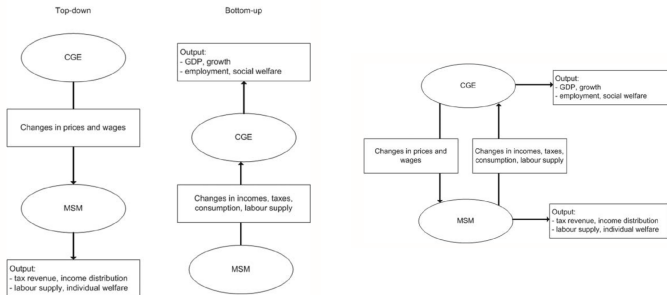 Top-down
CGE
Changes in prices and wages
MSM
Output:
- tax revenue, income distribution
- labour supply, individual welfare
Bottom-up
Output:
- GDP, growth
- employment, social welfare
CGE
Changes in incomes, taxes,
consumption, labour supply
MSM
CGE
Output:
- GDP, growth
- employment, social welfare
Changes in prices and
wages
Changes in incomes, taxes,
consumption, labour supply
MSM
Output:
- tax revenue, income distribution
- labour supply, individual welfare